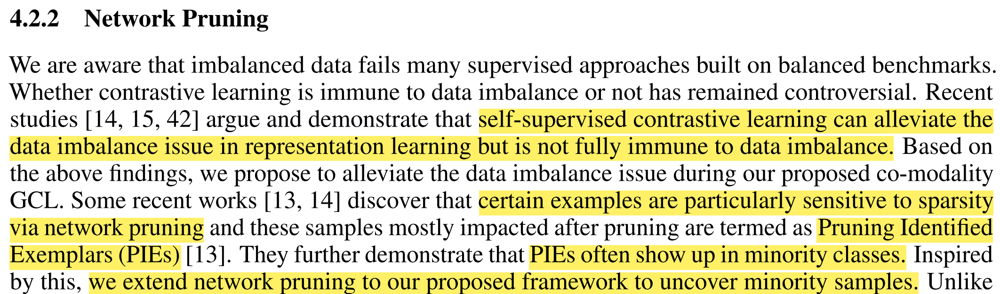 4.2.2 Network Pruning
We are aware that imbalanced data fails many supervised approaches built on balanced benchmarks.
Whether contrastive learning is immune to data imbalance or not has remained controversial. Recent
studies [14, 15, 42] argue and demonstrate that self-supervised contrastive learning can alleviate the
data imbalance issue in representation learning but is not fully immune to data imbalance. Based on
the above findings, we propose to alleviate the data imbalance issue during our proposed co-modality
GCL. Some recent works [13, 14] discover that certain examples are particularly sensitive to sparsity
via network pruning and these samples mostly impacted after pruning are termed as Pruning Identified
Exemplars (PIEs) [13]. They further demonstrate that PIEs often show up in minority classes. Inspired
by this, we extend network pruning to our proposed framework to uncover minority samples. Unlike